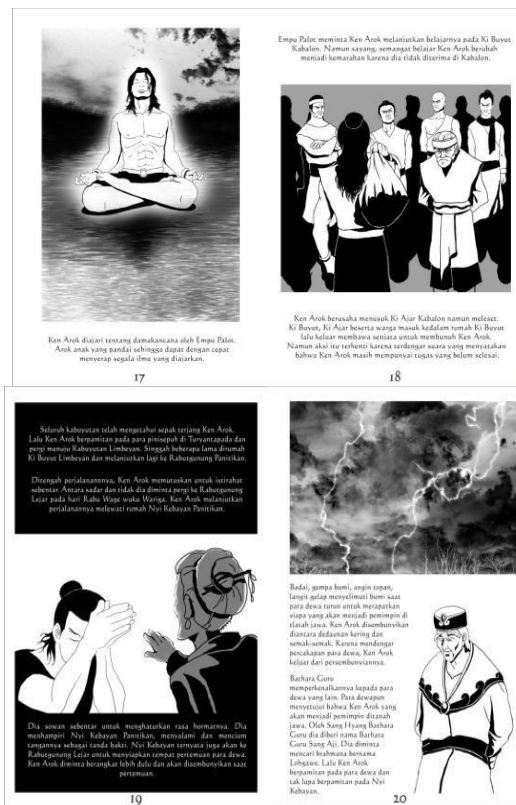 Ken Arok diajari tentang damakancana oleh Empu Palot.
Arok anak yang pandai sehingga dapat dengan cepat
menyerap segala ilmu yang diajarkan.
17
Empu Palot meminta Ken Arok melanjutkan belajarnya pada Ki Buyut
Kabalon. Namun sayang, semangat belajar Ken Arok berubah
menjadi kemarahan karena dia tidak diterima di Kabalon.
Ken Arok berusaha menusuk Ki Ajar Kabalon namun meleset.
Ki Buyut, Ki Ajar beserta warga masuk kedalam rumah Ki Buyut
lalu keluar membawa senjata untuk membunuh Ken Arok.
Namun aksi itu terhenti karena terdengar suara yang menyatakan
bahwa Ken Arok masih mempunyai tugas yang belum selesai.
18
Seluruh kabuyutan telah mengetahui sepak terjang Ken Arok.
Lalu Ken Arok berpamitan pada para pinisepuh di Turyantapada dan
pergi menuju Kabuyutan Limbeyan. Singgah beberapa lama dirumah
Ki Buyut Limbeyan dan melanjutkan lagi ke Rabutgunung Panitikan.
Ditengah perjalanannya, Ken Arok memutuskan untuk istirahat
sebentar. Antara sadar dan tidak dia diminta pergi ke Rabutgunung
Lejar pada hari Rabu Wage wuku Wariga. Ken Arok melanjutkan
perjalanannya melewati rumah Nyi Kebayan Panitikan.
Dia sowan sebentar untuk menghaturkan rasa hormatnya. Dia
menhampiri Nyi Kebayan Panitikan, menyalami dan mencium
tangannya sebagai tanda bakti. Nyi Kebayan ternyata juga akan ke
Rabutgunung Lejar untuk menyiapkan tempat pertemuan para dewa.
Ken Arok diminta berangkat lebih dulu dan akan disembunyikan saat
pertemuan.
19
Badai, gempa bumi, angin topan,
langit gelap menyelimuti bumi saat
para dewa turun untuk merapatkan
siapa yang akan menjadi pemimpin di
tlatah jawa. Ken Arok disembunyikan
diantara dedaunan kering dan
semak-semak. Karena mendengar
percakapan para dewa, Ken Arok
keluar dari persembunyiannya.
Bathara Guru
memperkenalkannya kepada para
dewa yang lain. Para dewapun
menyetujui bahwa Ken Arok yang
akan menjadi pemimpin ditanah
jawa. Oleh Sang Hyang Bathara
Guru dia diberi nama Bathara
Guru Sang Aji. Dia diminta
mencari brahmana bernama
Lohgawe. Lalu Ken Arok
berpamitan pada para dewa dan
tak lupa berpamitan pada Nyi
Kebayan.
20